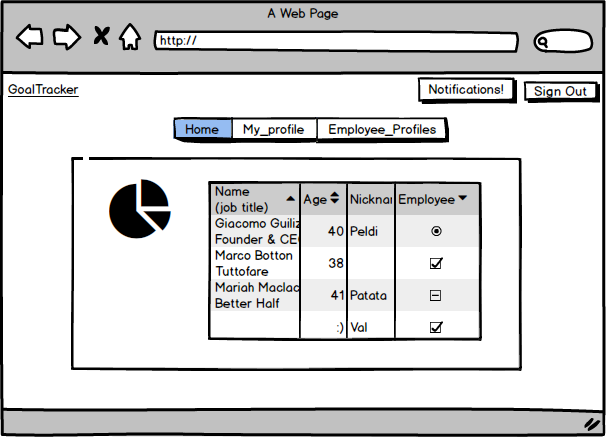 A Web Page
http://
GoalTracker
Notifications!
Sign Out
Home
My_profile
Employee_Profiles
Name
(job title)
Age
Nickna
Employee
Giacomo Guiliz
Founder & CE
40
Peldi
Marco Botton
Tuttofare
38
Mariah Maclac
Better Half
41
Patata
:)
Val